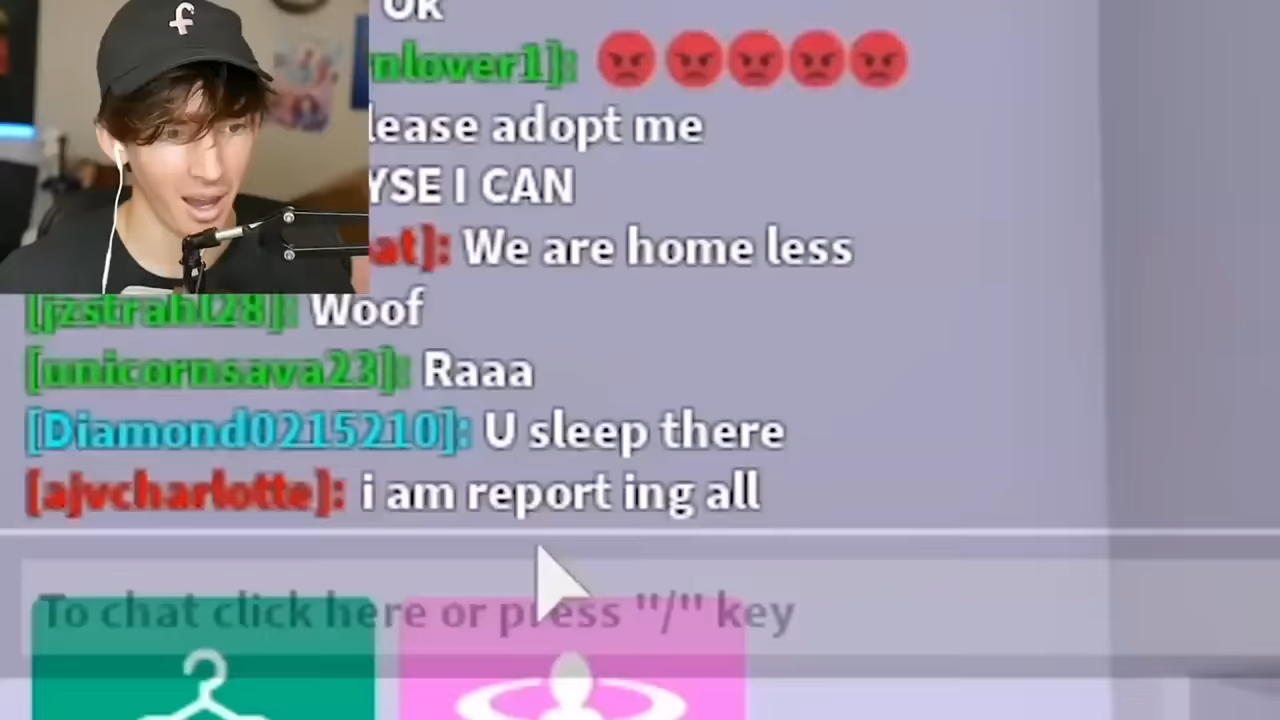 Ok
nlover1]: 😡😡😡😡😡
lease adopt me
YSE I CAN
at]: We are home less
[jzstrahl28]: Woof
[unicornsava23]: Raaa
[Diamond0215210]: U sleep there
[ajvcharlotte]: i am report ing all
To chat click here or press "/" key